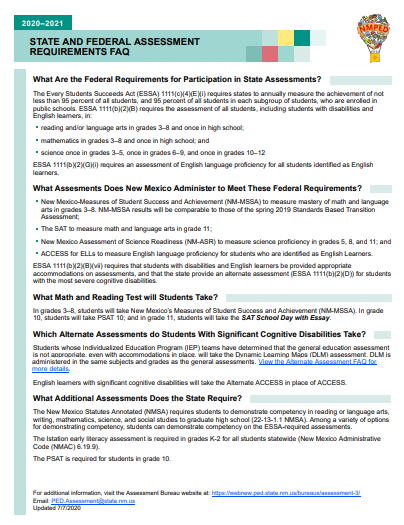 2020–2021
STATE AND FEDERAL ASSESSMENT
REQUIREMENTS FAQ
NMPED
What Are the Federal Requirements for Participation in State Assessments?
The Every Students Succeeds Act (ESSA) 1111(c)(4)(E)(i) requires states to annually measure the achievement of not
less than 95 percent of all students, and 95 percent of all students in each subgroup of students, who are enrolled in
public schools. ESSA 1111(b)(2)(B) requires the assessment of all students, including students with disabilities and
English learners, in:
• reading and/or language arts in grades 3–8 and once in high school;
• mathematics in grades 3–8 and once in high school; and
• science once in grades 3–5, once in grades 6–9, and once in grades 10–12
ESSA 1111(b)(2)(G)(i) requires an assessment of English language proficiency for all students identified as English
learners.
What Assesments Does New Mexico Administer to Meet These Federal Requirements?
• New Mexico-Measures of Student Success and Achievement (NM-MSSA) to measure mastery of math and language
arts in grades 3–8. NM-MSSA results will be comparable to those of the spring 2019 Standards Based Transition
Assessment;
• The SAT to measure math and language arts in grade 11;
• New Mexico Assessment of Science Readiness (NM-ASR) to measure science proficiency in grades 5, 8, and 11; and
• ACCESS for ELLs to measure English language proficiency for students who are identified as English Learners.
ESSA 1111(b)(2)(B)(vii) requires that students with disabilities and English learners be provided appropriate
accommodations on assessments, and that the state provide an alternate assessment (ESSA 1111(b)(2)(D)) for students
with the most severe cognitive disabilities.
What Math and Reading Test will Students Take?
In grades 3–8, students will take New Mexico's Measures of Student Success and Achievement (NM-MSSA). In grade
10, students will take PSAT 10; and in grade 11, students will take the SAT School Day with Essay.
Which Alternate Assessments do Students With Significant Cognitive Disabilities Take?
Students whose Individualized Education Program (IEP) teams have determined that the general education assessment
is not appropriate, even with accommodations in place, will take the Dynamic Learning Maps (DLM) assessment. DLM is
administered in the same subjects and grades as the general assessments. View the Alternate Assessment FAQ for
more details.
English learners with significant cognitive disabilities will take the Alternate ACCESS in place of ACCESS.
What Additional Assessments Does the State Require?
The New Mexico Statutes Annotated (NMSA) requires students to demonstrate competency in reading or language arts,
writing, mathematics, science, and social studies to graduate high school (22-13-1.1 NMSA). Among a variety of options
for demonstrating competency, students can demonstrate competency on the ESSA-required assessments.
The Istation early literacy assessment is required in grades K-2 for all students statewide (New Mexico Administrative
Code (NMAC) 6.19.9).
The PSAT is required for students in grade 10.
For additional information, visit the Assessment Bureau website at: https://webnew.ped.state.nm.us/bureaus/assessment-3/
Email: PED.Assessment@state.nm.us
Updated 7/7/2020